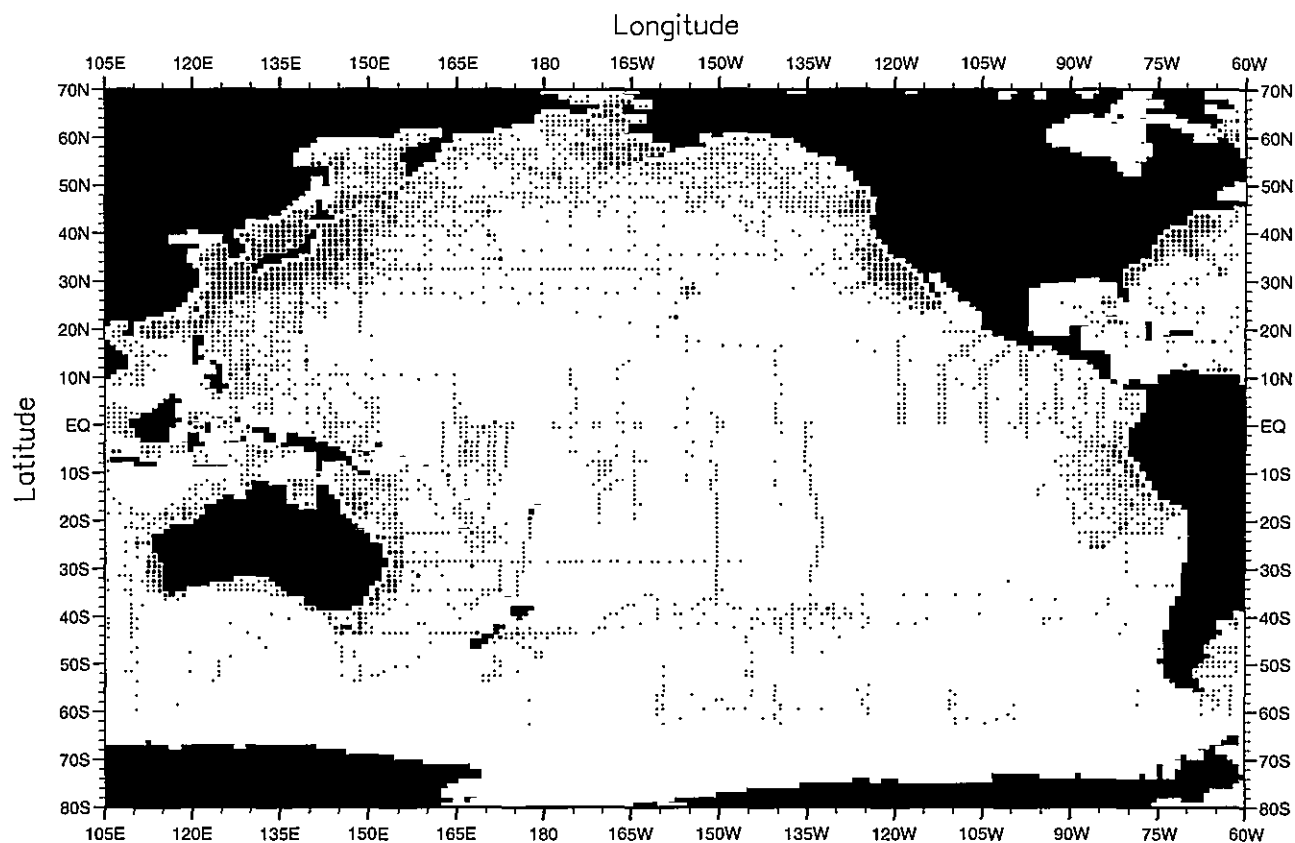 Longitude
105E 120E 135E 150E 165E 180 165W 150W 135W 120W 105W 90W 75W 60W
70N 70N
60N 60N
50N 50N
40N 40N
30N 30N
20N 20N
10N 10N
EQ EQ
10S 10S
20S 20S
30S 30S
40S 40S
50S 50S
60S 60S
70S 70S
80S 80S
105E 120E 135E 150E 165E 180 165W 150W 135W 120W 105W 90W 75W 60W
Latitude